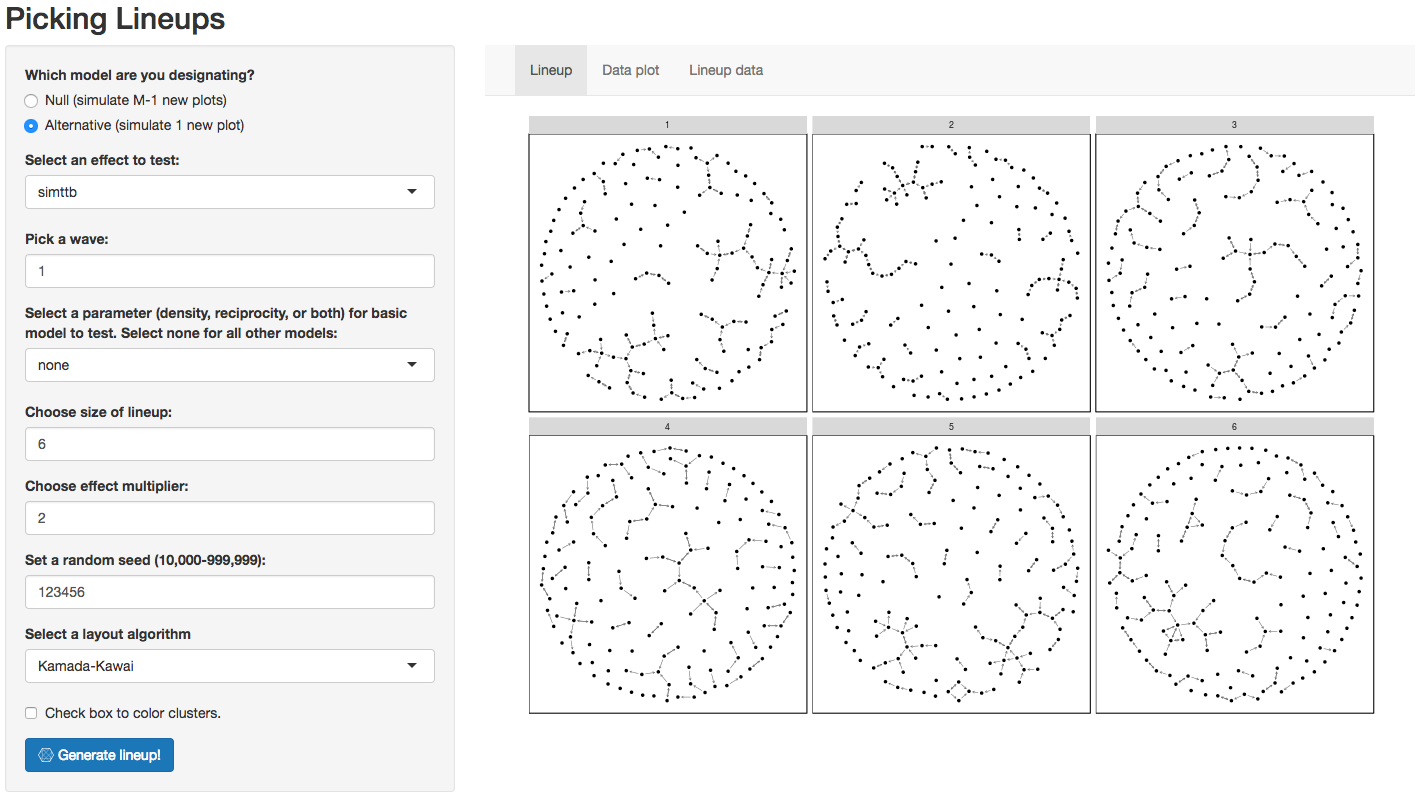 Picking Lineups
Which model are you designating?
Null (simulate M-1 new plots)
Alternative (simulate 1 new plot)
Select an effect to test:
simttb
Pick a wave:
1
Select a parameter (density, reciprocity, or both) for basic
model to test. Select none for all other models:
none
Choose size of lineup:
6
Choose effect multiplier:
2
Set a random seed (10,000-999,999):
123456
Select a layout algorithm
Kamada-Kawai
Check box to color clusters.
Generate lineup!
Lineup Data plot Lineup data
1 2 3
4 5 6